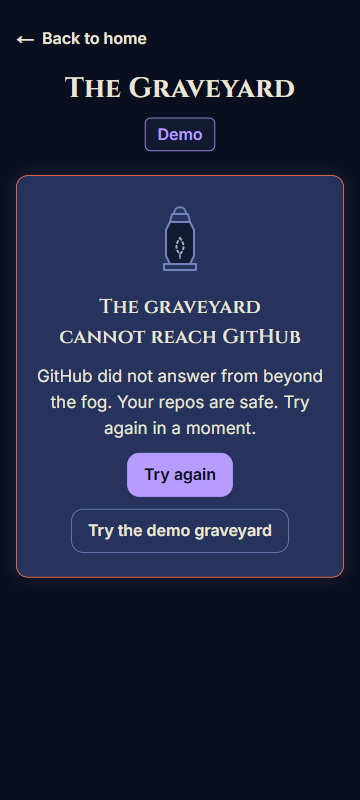 ← Back to home
The Graveyard
Demo
The graveyard
cannot reach GitHub
GitHub did not answer from beyond
the fog. Your repos are safe. Try
again in a moment.
Try again
Try the demo graveyard